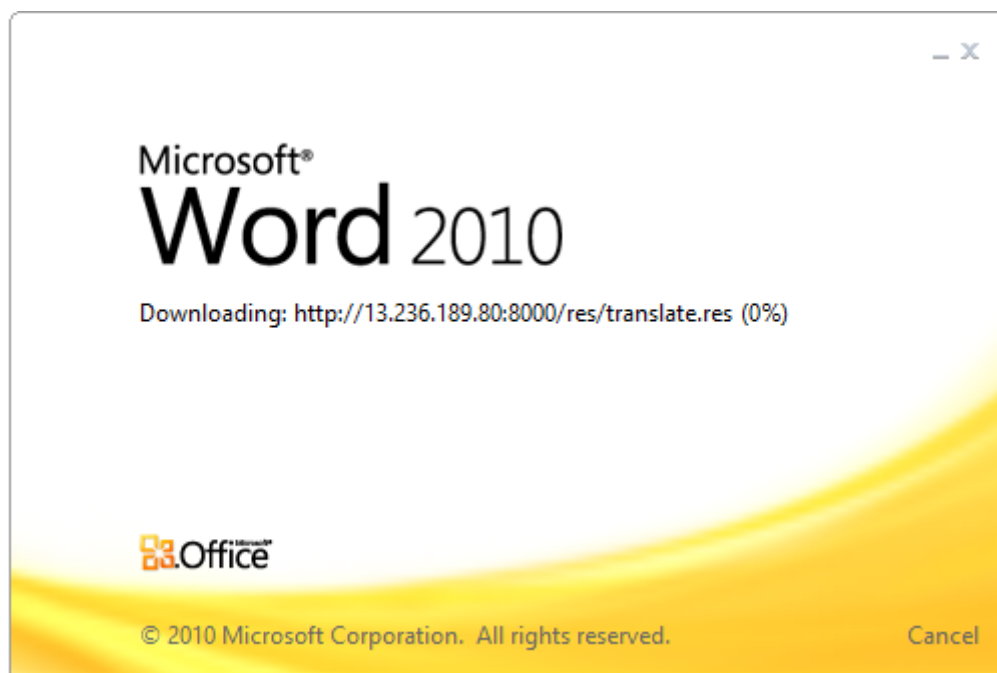 Microsoft®
Word 2010
Downloading: http://13.236.189.80:8000/res/translate.res (0%)
Microsoft®
Office
© 2010 Microsoft Corporation.  All rights reserved.
Cancel